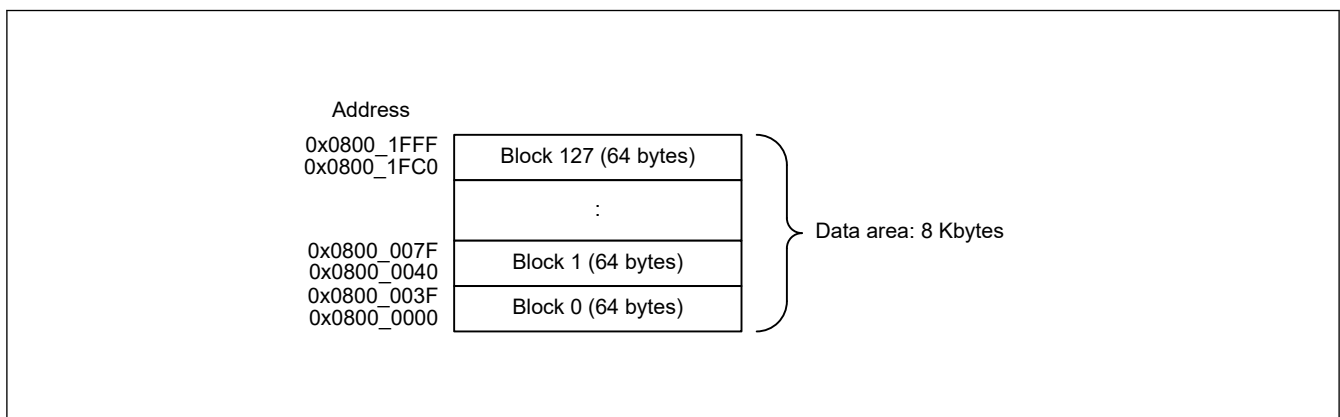 Address
0x0800_1FFF
0x0800_1FC0
Block 127 (64 bytes)
:
0x0800_007F
0x0800_0040
Block 1 (64 bytes)
0x0800_003F
0x0800_0000
Block 0 (64 bytes)
Data area: 8 Kbytes